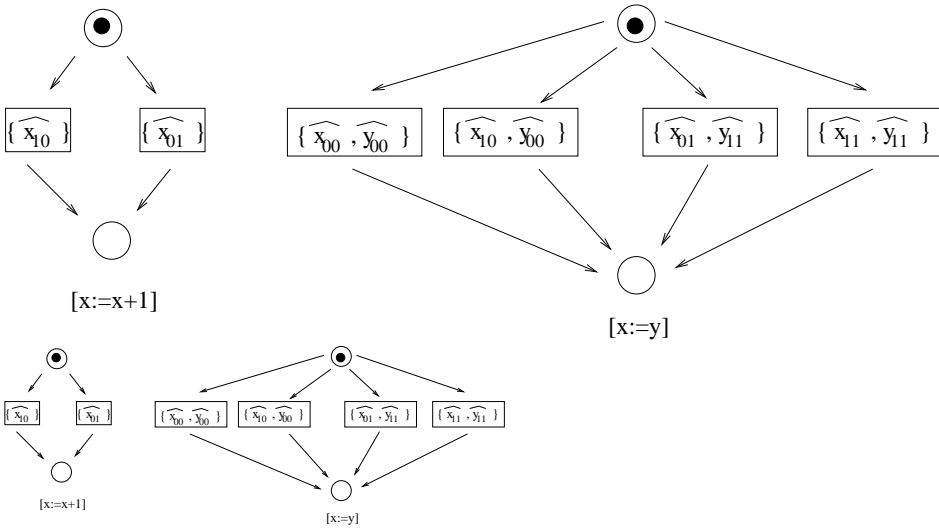 { x̂10 } { x̂01 } { x̂00 , ŷ00 } { x̂10 , ŷ00 } { x̂01 , ŷ11 } { x̂11 , ŷ11 }
[x:=x+1]
[x:=y]
{ x̂10 } { x̂01 } { x̂00 , ŷ00 } { x̂10 , ŷ00 } { x̂01 , ŷ11 } { x̂11 , ŷ11 }
[x:=x+1]
[x:=y]